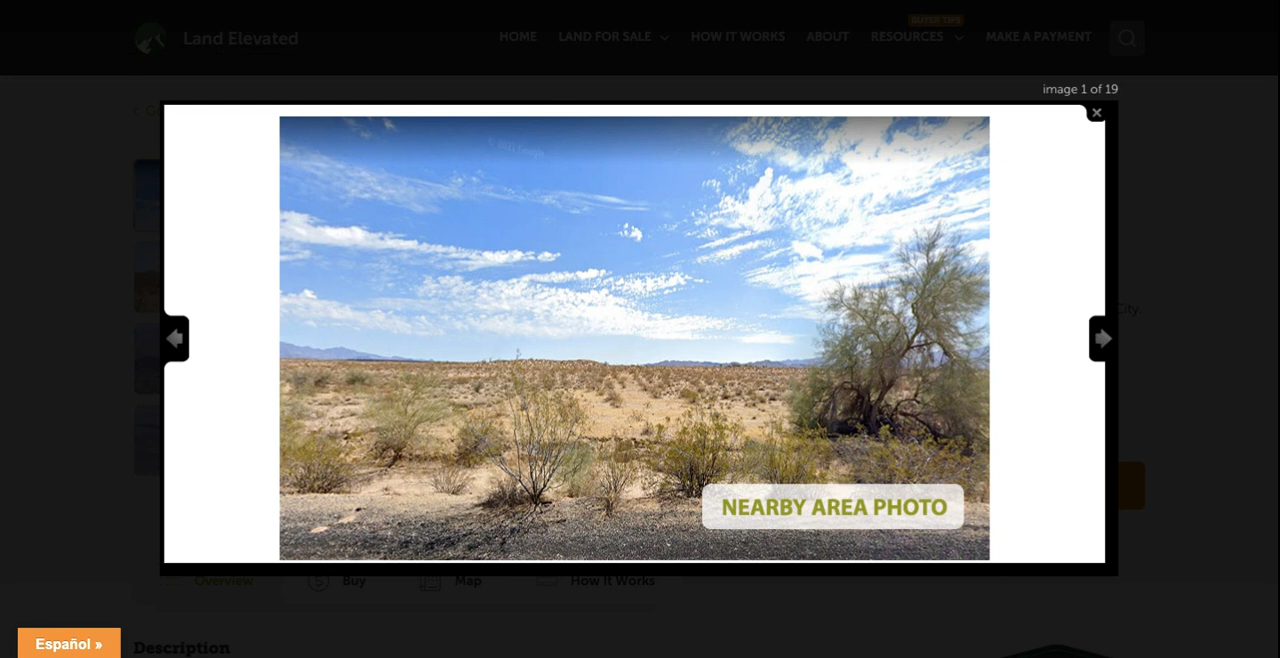 Land Elevated
BUYER TIPS
HOME LAND FOR SALE HOW IT WORKS ABOUT RESOURCES MAKE A PAYMENT
image 1 of 19
City.
NEARBY AREA PHOTO
Overview Buy Map How It Works
Español »
Description